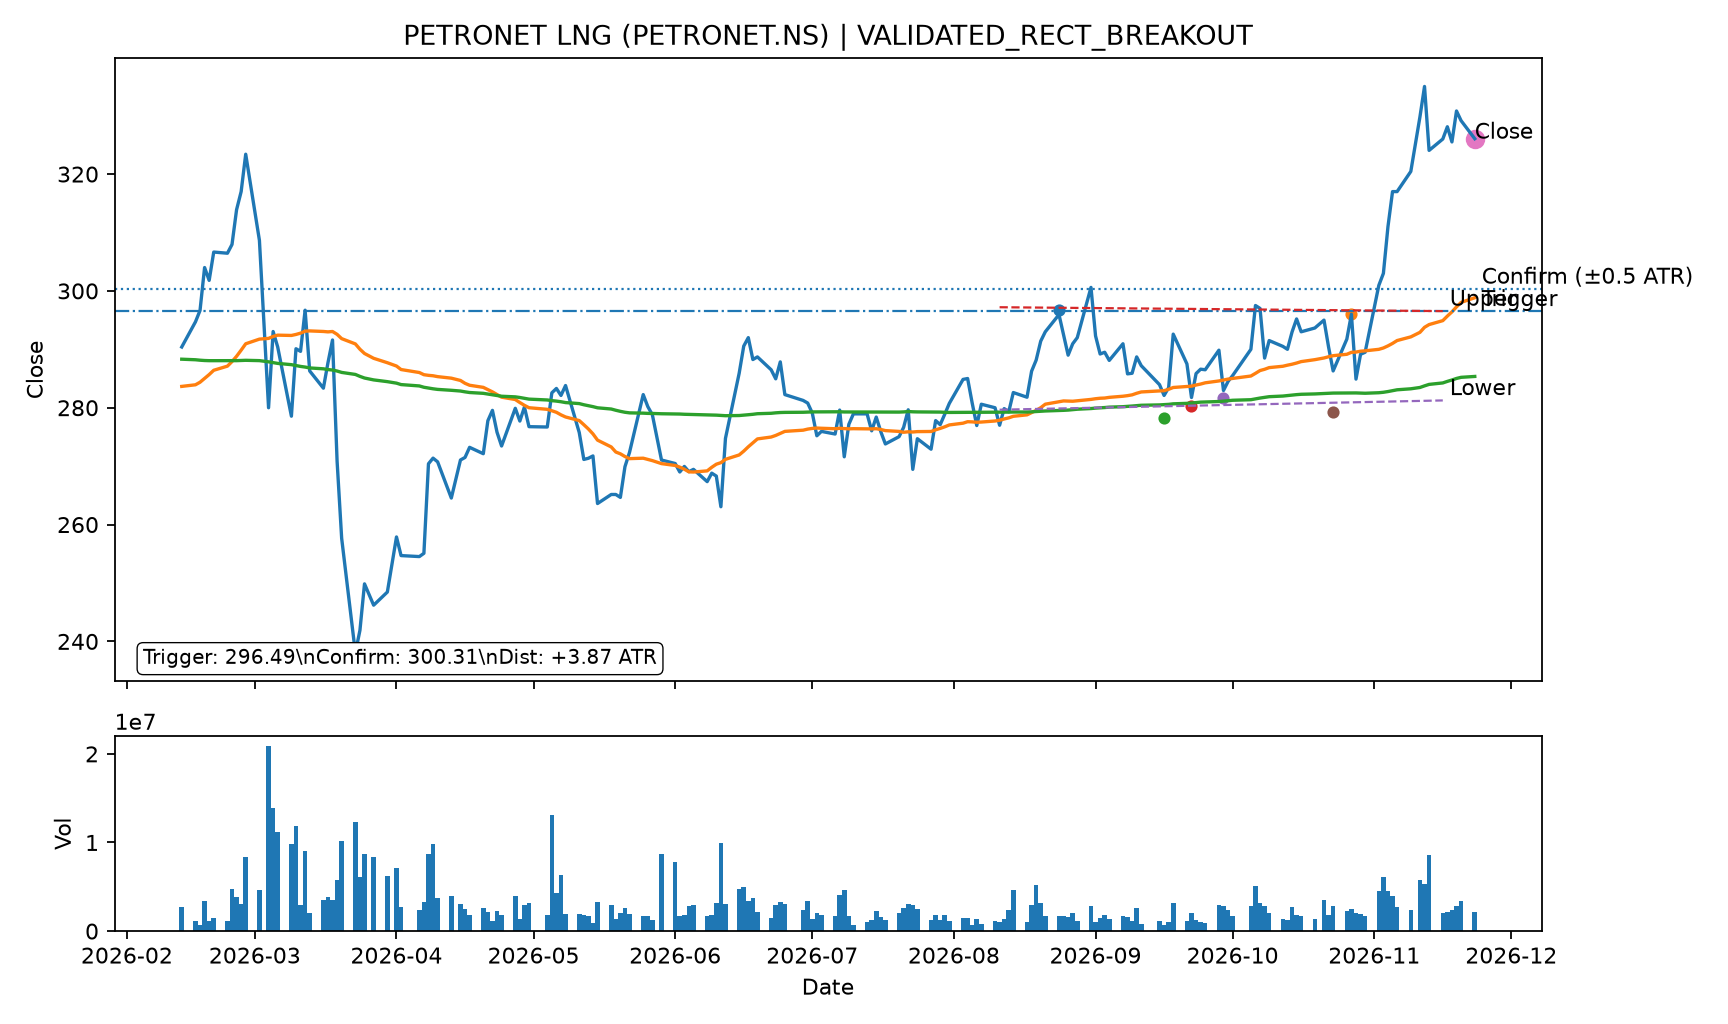 PETRONET LNG (PETRONET.NS) | VALIDATED_RECT_BREAKOUT
Close
320
300
280
260
240
Close
Confirm (±0.5 ATR)
Upper
Trigger
Lower
Trigger: 296.49\nConfirm: 300.31\nDist: +3.87 ATR
1e7
Vol
2
1
0
2026-02 2026-03 2026-04 2026-05 2026-06 2026-07 2026-08 2026-09 2026-10 2026-11 2026-12
Date